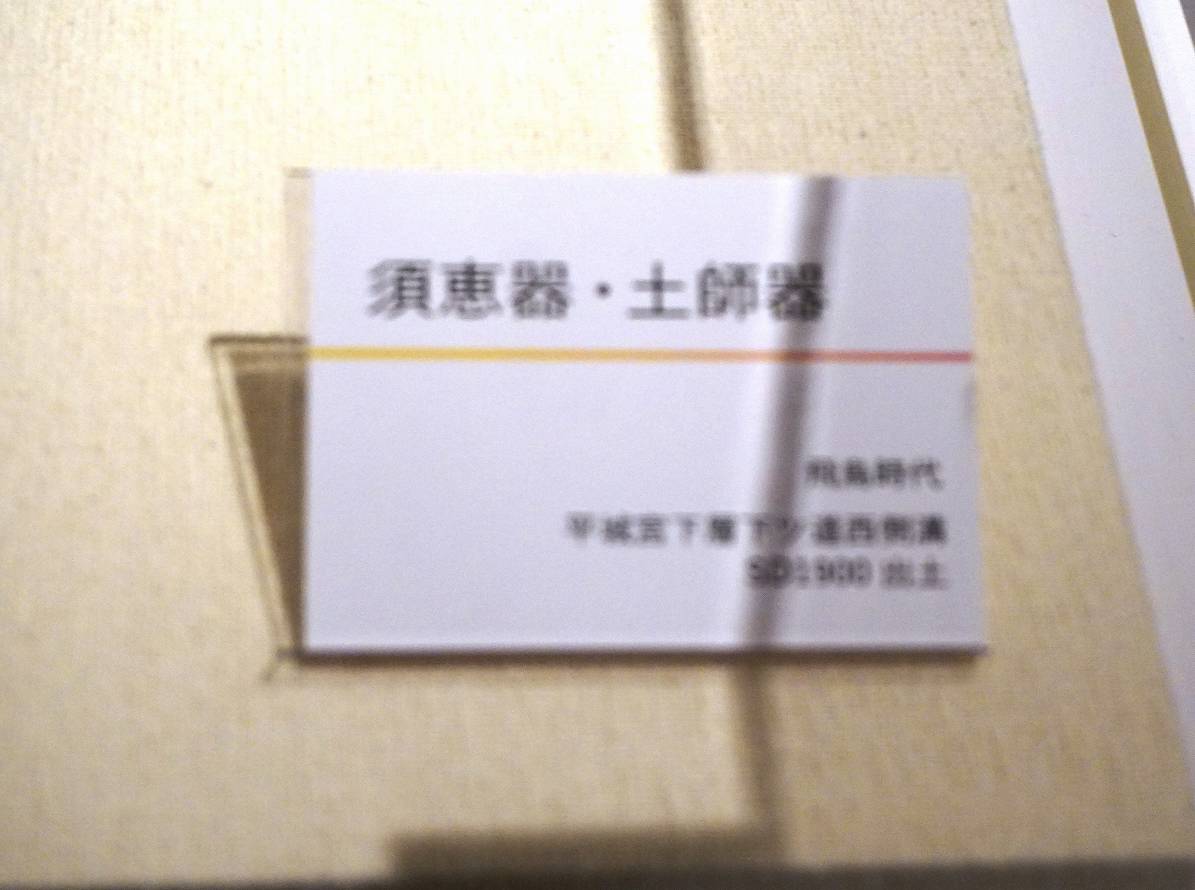 須恵器・土師器
飛鳥時代
平城宮下層下ツ道西側溝
SD1900 出土